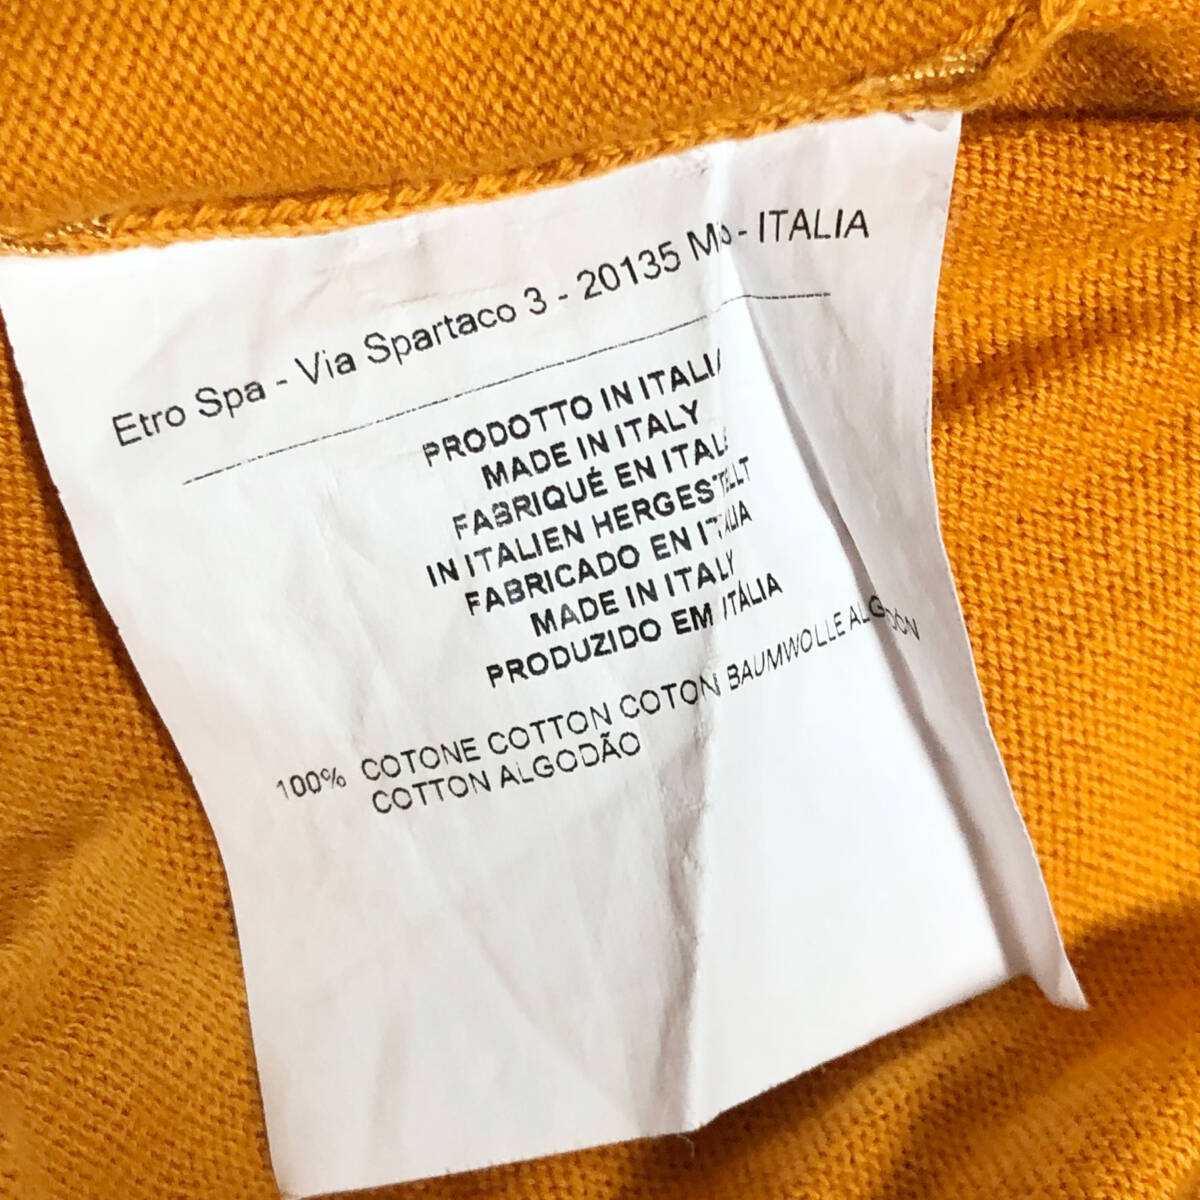 Etro Spa - Via Spartaco 3 - 20135 Mi - ITALIA
PRODOTTO IN ITALIA
MADE IN ITALY
FABRIQUÉ EN ITALIE
IN ITALIEN HERGESTELLT
FABRICADO EN ITALIA
MADE IN ITALY
PRODUZIDO EM ITÁLIA
100% COTONE COTTON COTON BAUMWOLLE ALGODÓN
COTTON ALGODÃO